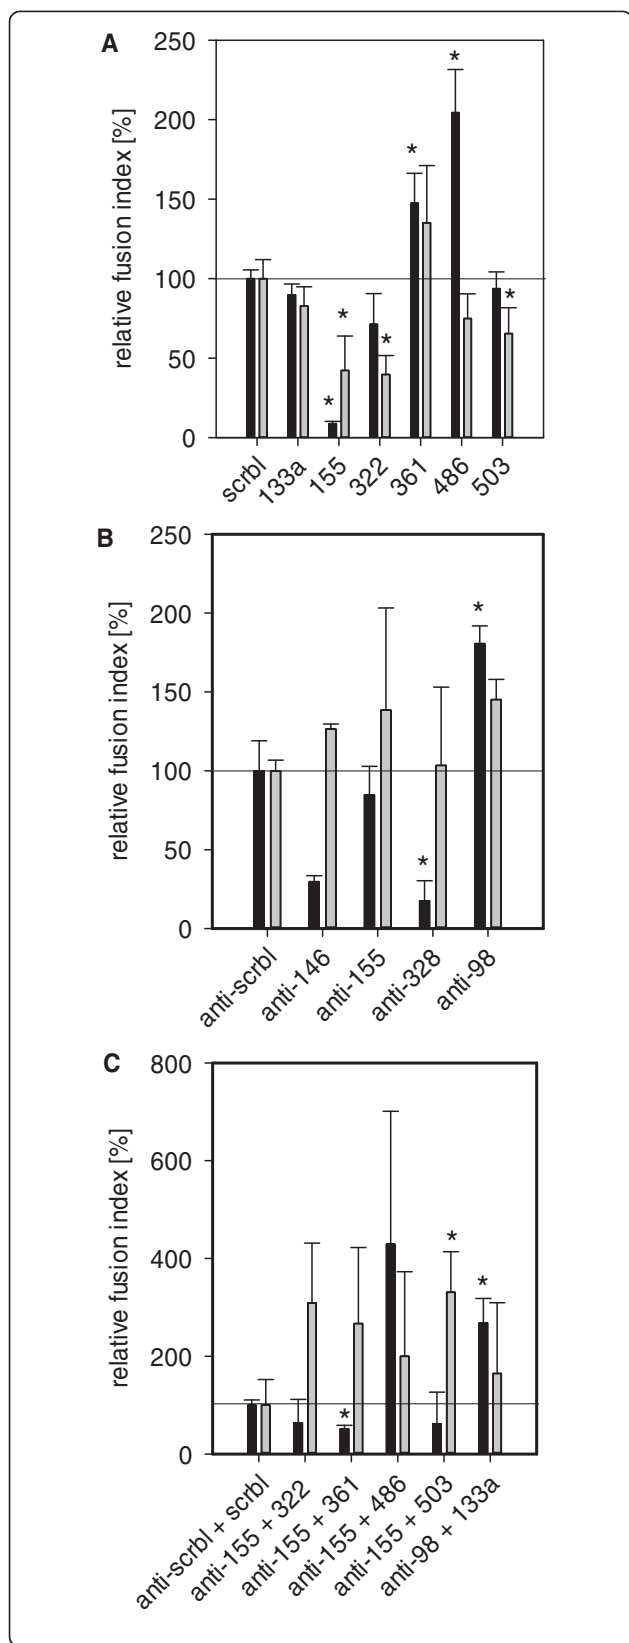 A
relative fusion index [%]
250
200
150
100
50
0
*
*
*
*
*
*
scrbl
133a
155
322
361
486
503
B
relative fusion index [%]
250
200
150
100
50
0
*
*
anti-scrbl
anti-146
anti-155
anti-328
anti-98
C
relative fusion index [%]
800
600
400
200
0
*
*
*
anti-scrbl + scrbl
anti-155 + 322
anti-155 + 361
anti-155 + 486
anti-155 + 503
anti-98 + 133a